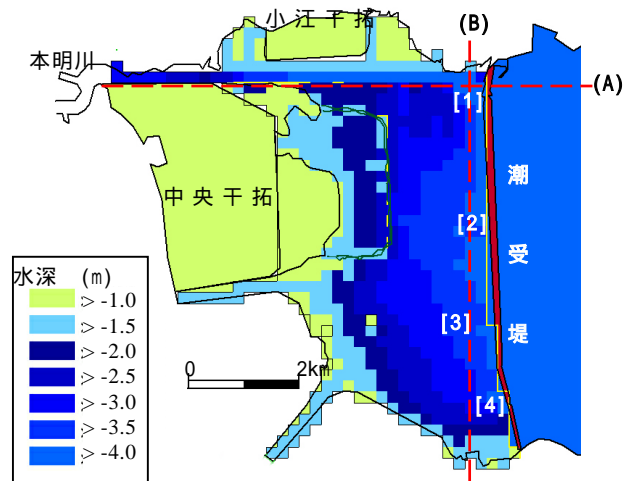 小江干拓
(B)
本明川
(A)
[1]
中央干拓
[2]
潮受堤
[3]
[4]
水深 (m)
> -1.0
> -1.5
> -2.0
> -2.5
> -3.0
> -3.5
> -4.0
0 2km